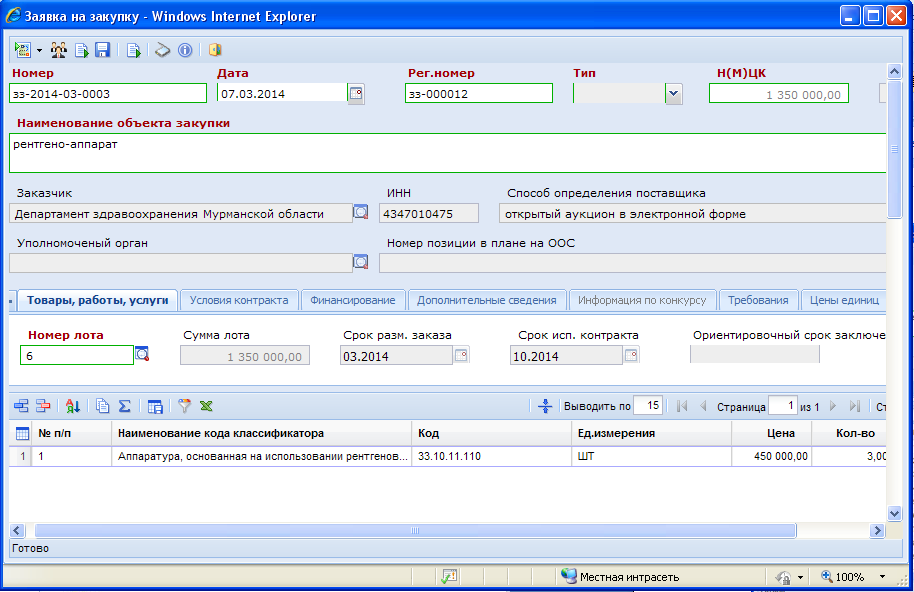 Заявка на закупку - Windows Internet Explorer
Номер Дата Рег.номер Тип Н(М)ЦК
зз-2014-03-0003 07.03.2014 зз-000012 1 350 000,00
Наименование объекта закупки
рентгено-аппарат
Заказчик ИНН Способ определения поставщика
Департамент здравоохранения Мурманской области 4347010475 открытый аукцион в электронной форме
Уполномоченый орган Номер позиции в плане на ООС
Товары, работы, услуги Условия контракта Финансирование Дополнительные сведения Информация по конкурсу Требования Цены единиц
Номер лота Сумма лота Срок разм. заказа Срок исп. контракта Ориентировочный срок заключе
6 1 350 000,00 03.2014 10.2014
Выводить по 15 Страница 1 из 1 Ст
№ п/п Наименование кода классификатора Код Ед.измерения Цена Кол-во
1 1 Аппаратура, основанная на использовании рентгенов... 33.10.11.110 ШТ 450 000,00 3,00
Готово
Местная интрасеть 100%